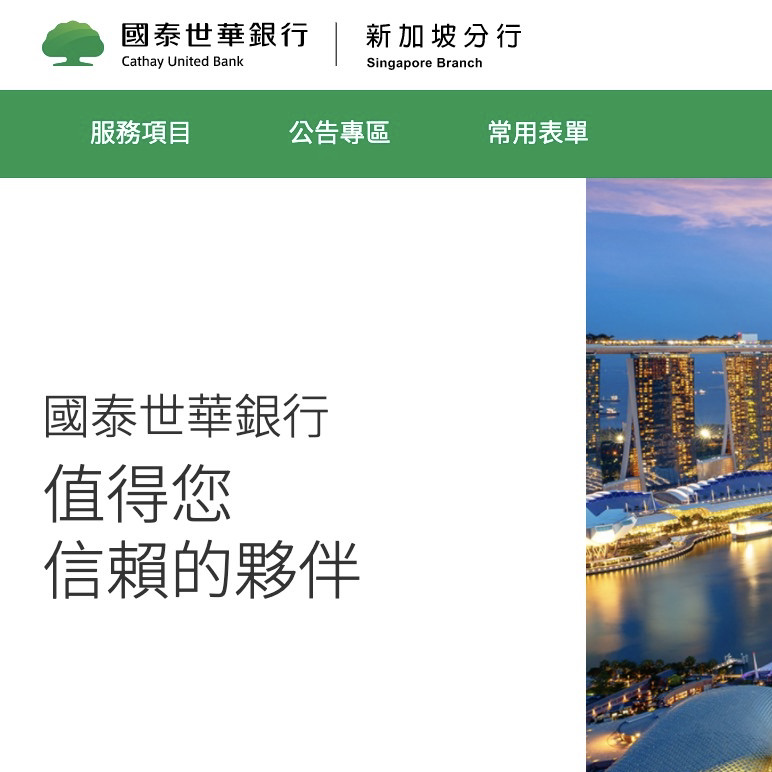 國泰世華銀行 新加坡分行
Cathay United Bank Singapore Branch
服務項目 公告專區 常用表單
國泰世華銀行
值得您
信賴的夥伴